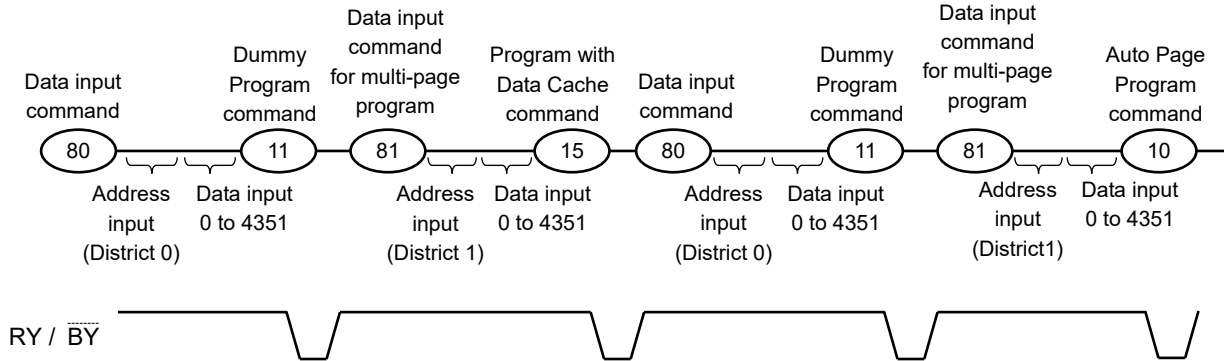 Data input
command
80
Address
input
(District 0)
Data input
0 to 4351
Dummy
Program
command
11
Data input
command
for multi-page
program
81
Address
input
(District 1)
Data input
0 to 4351
Program with
Data Cache
command
15
Data input
command
80
Address
input
(District 0)
Data input
0 to 4351
Dummy
Program
command
11
Data input
command
for multi-page
program
81
Address
input
(District1)
Data input
0 to 4351
Auto Page
Program
command
10
RY / B̅Y̅